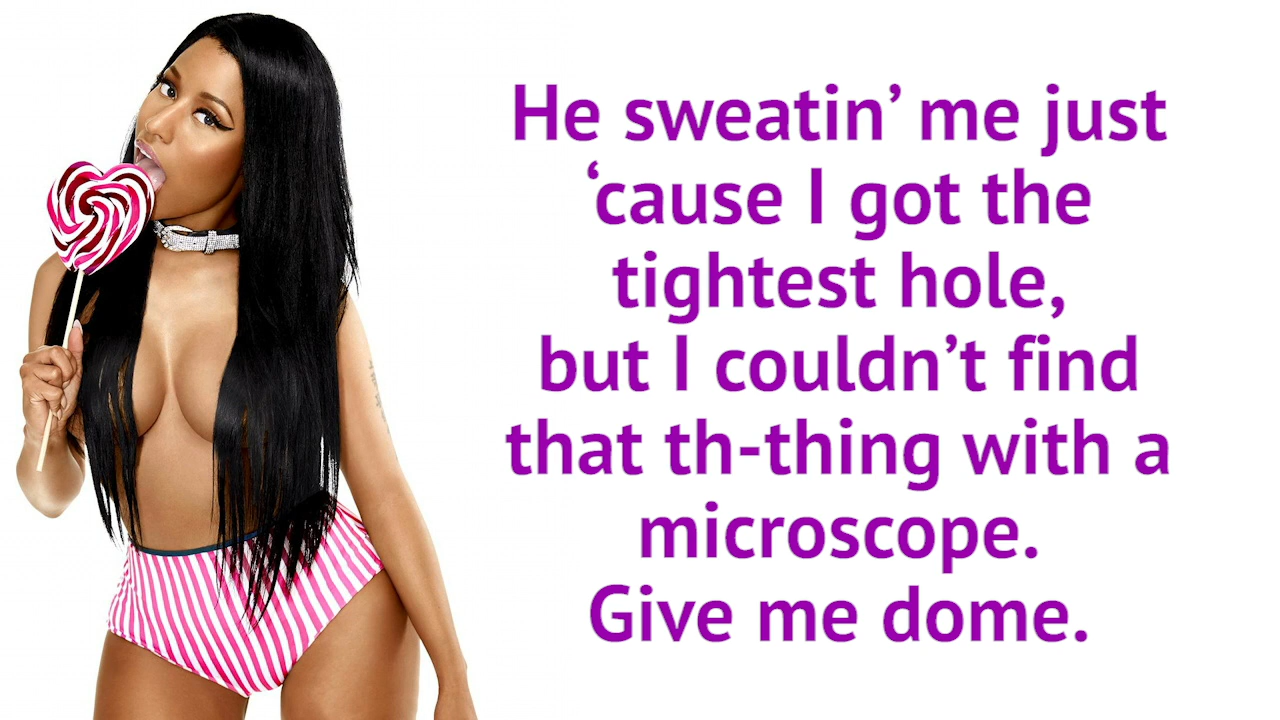 He sweatin’ me just
‘cause I got the
tightest hole,
but I couldn’t find
that th-thing with a
microscope.
Give me dome.